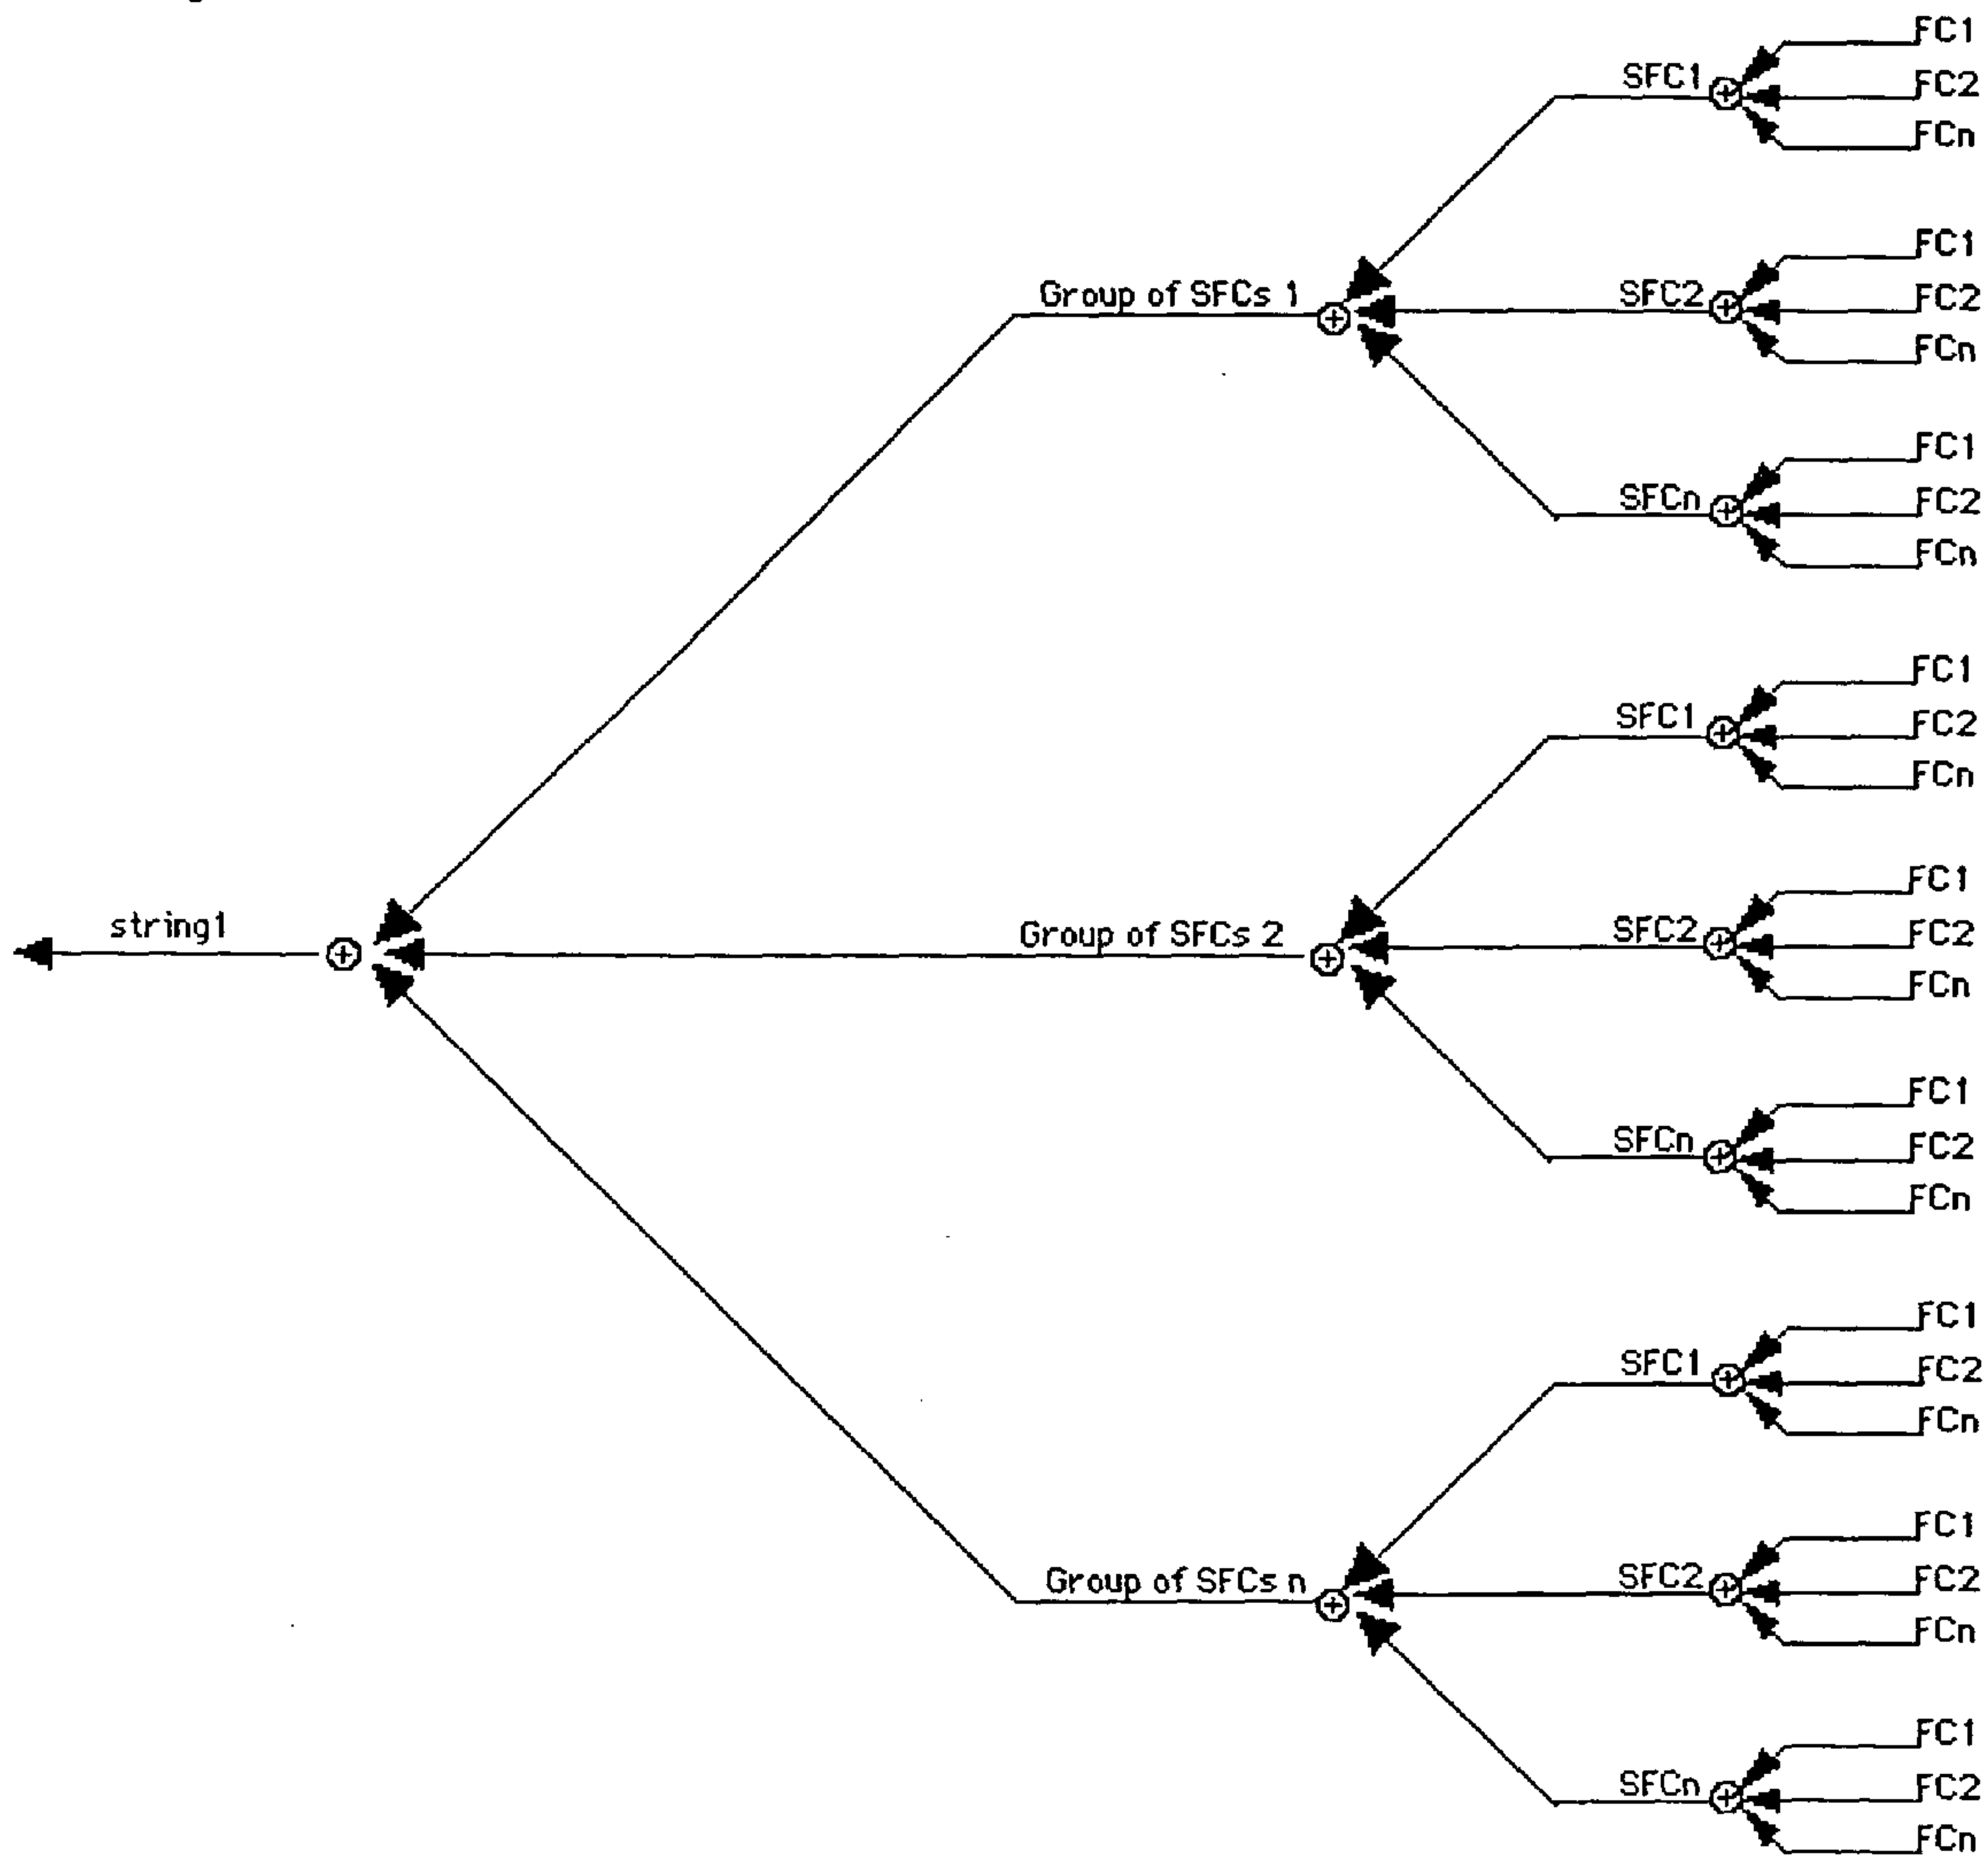 FC1
SFC1
FC2
FCn
FC1
Group of SFCs 1
SFC2
FC2
FCn
FC1
SFCn
FC2
FCn
FC1
SFC1
FC2
FCn
FC1
string1
Group of SFCs 2
SFC2
FC2
FCn
FC1
SFCn
FC2
FCn
FC1
SFC1
FC2
FCn
FC1
Group of SFCs n
SFC2
FC2
FCn
FC1
SFCn
FC2
FCn